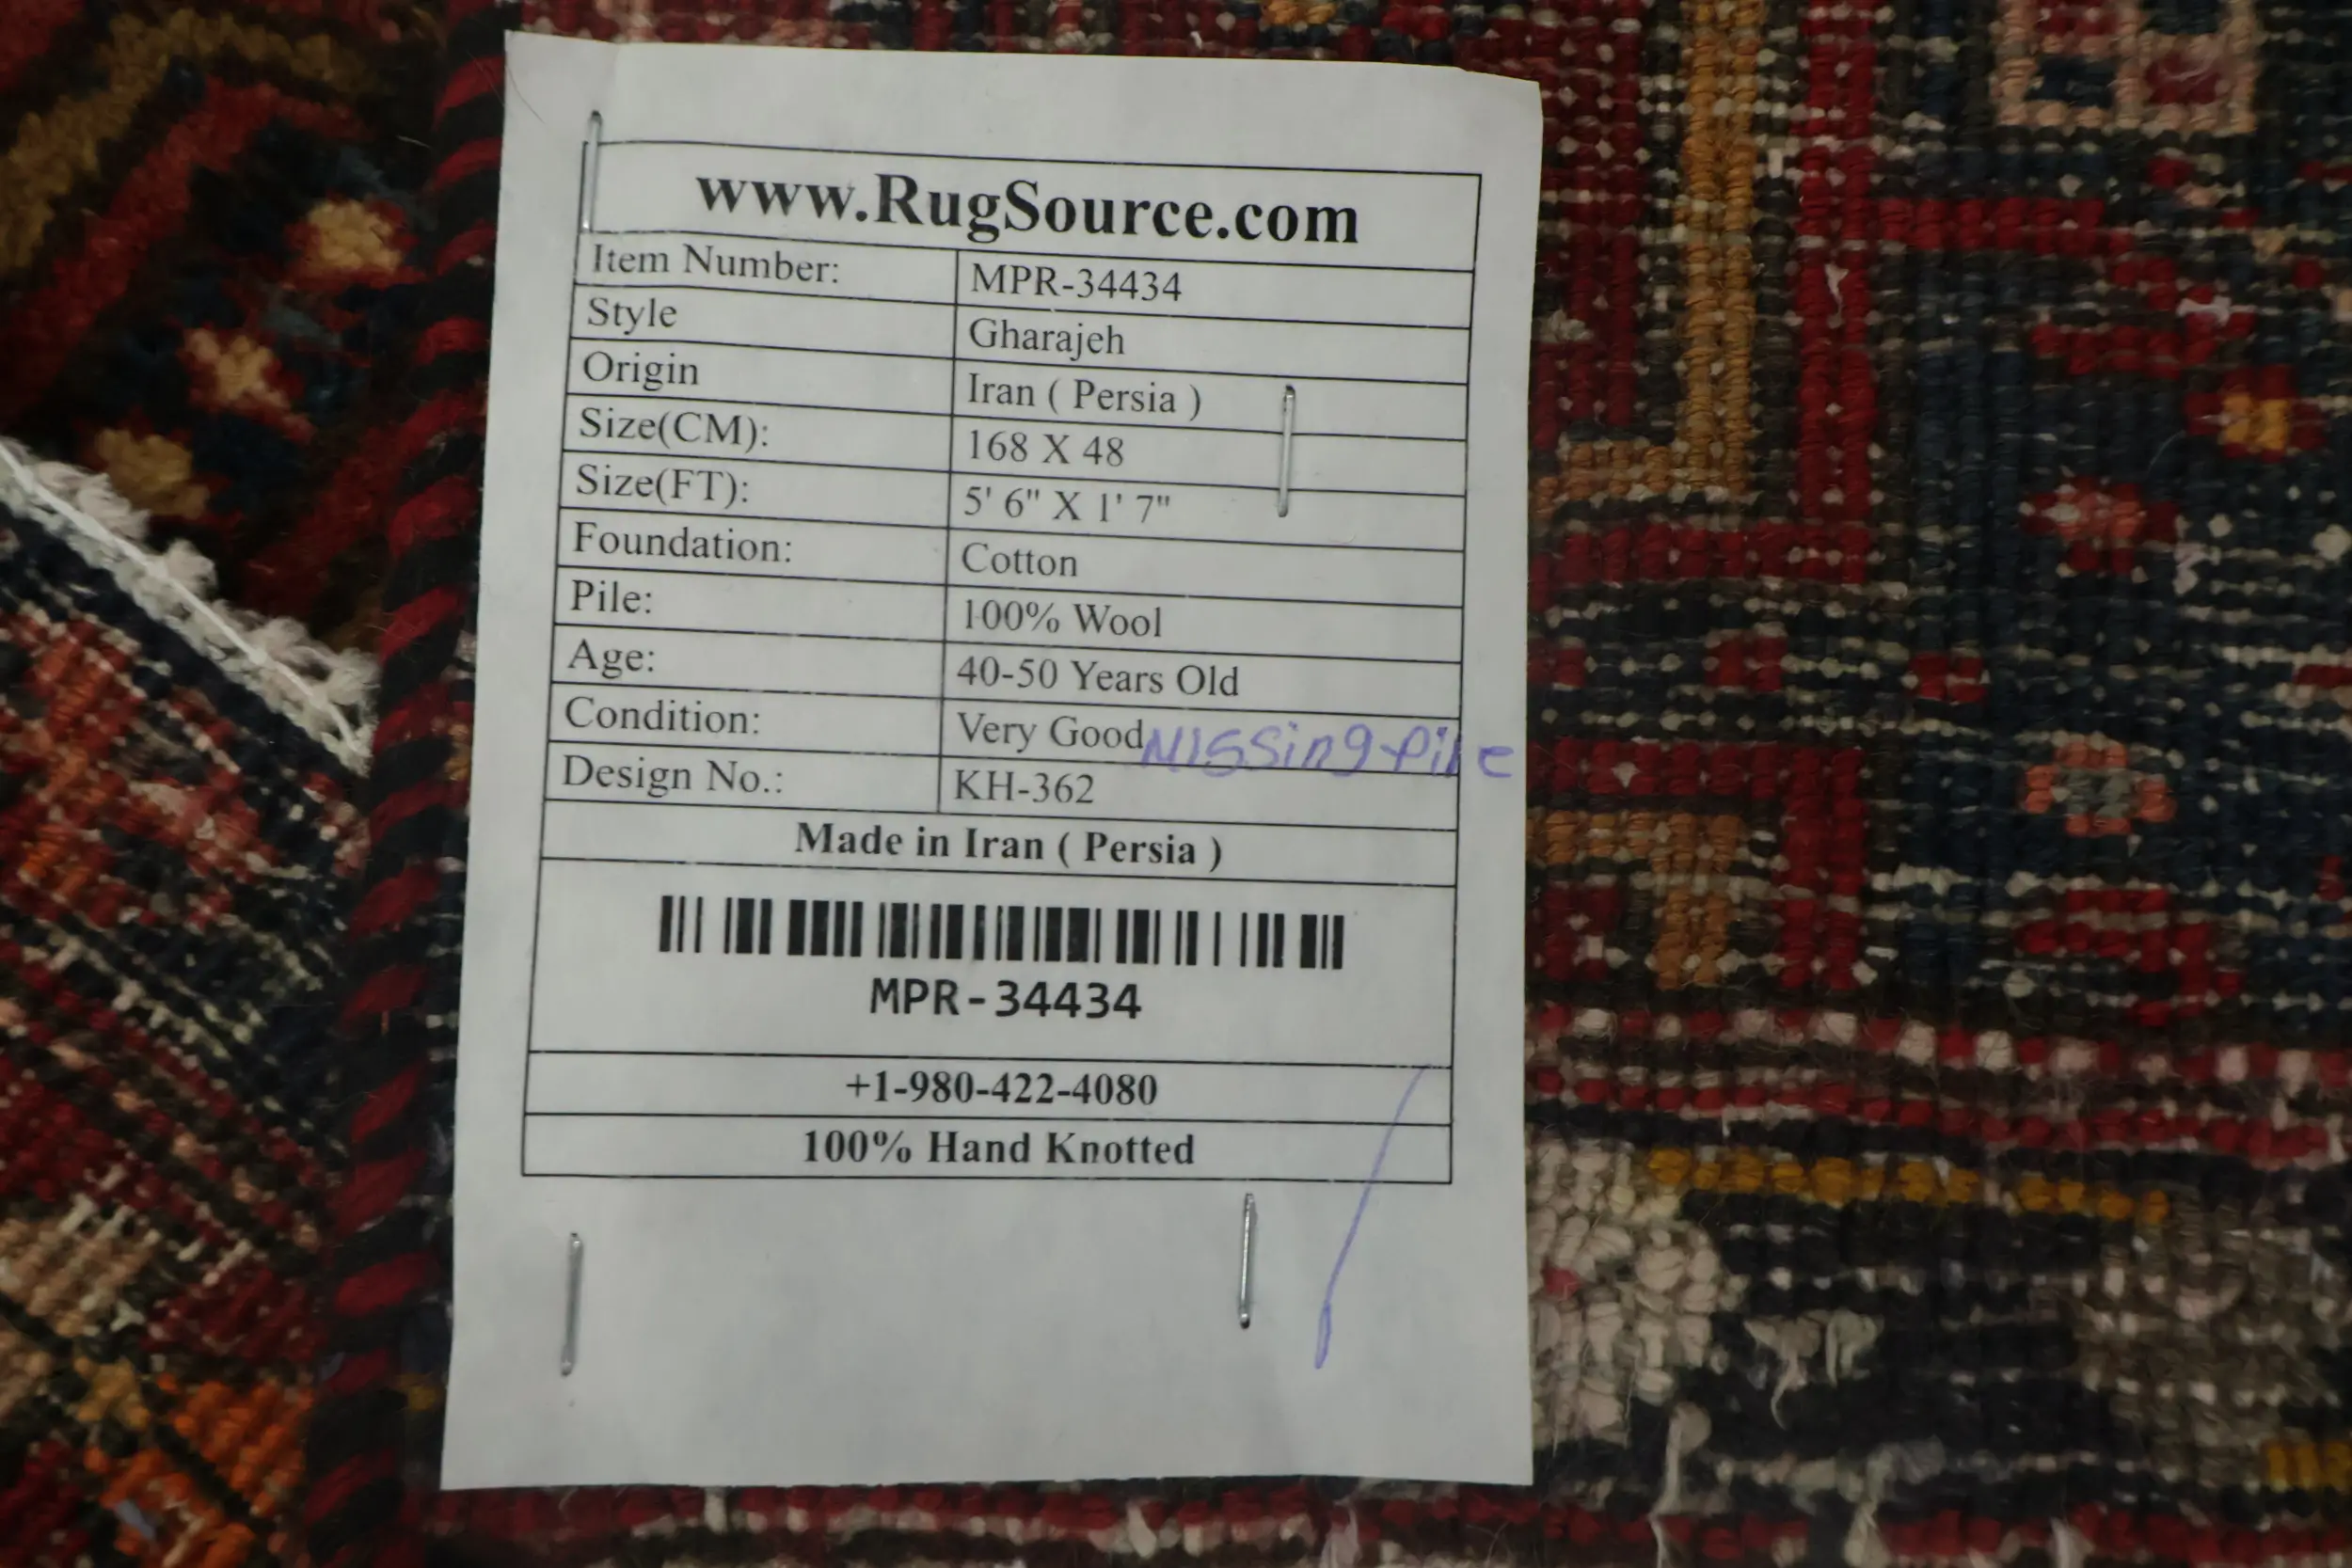 www.RugSource.com
Item Number: MPR-34434
Style Gharajeh
Origin Iran ( Persia )
Size(CM): 168 X 48
Size(FT): 5' 6" X 1' 7"
Foundation: Cotton
Pile: 100% Wool
Age: 40-50 Years Old
Condition: Very Good Missing Pile
Design No.: KH-362
Made in Iran ( Persia )
MPR-34434
+1-980-422-4080
100% Hand Knotted